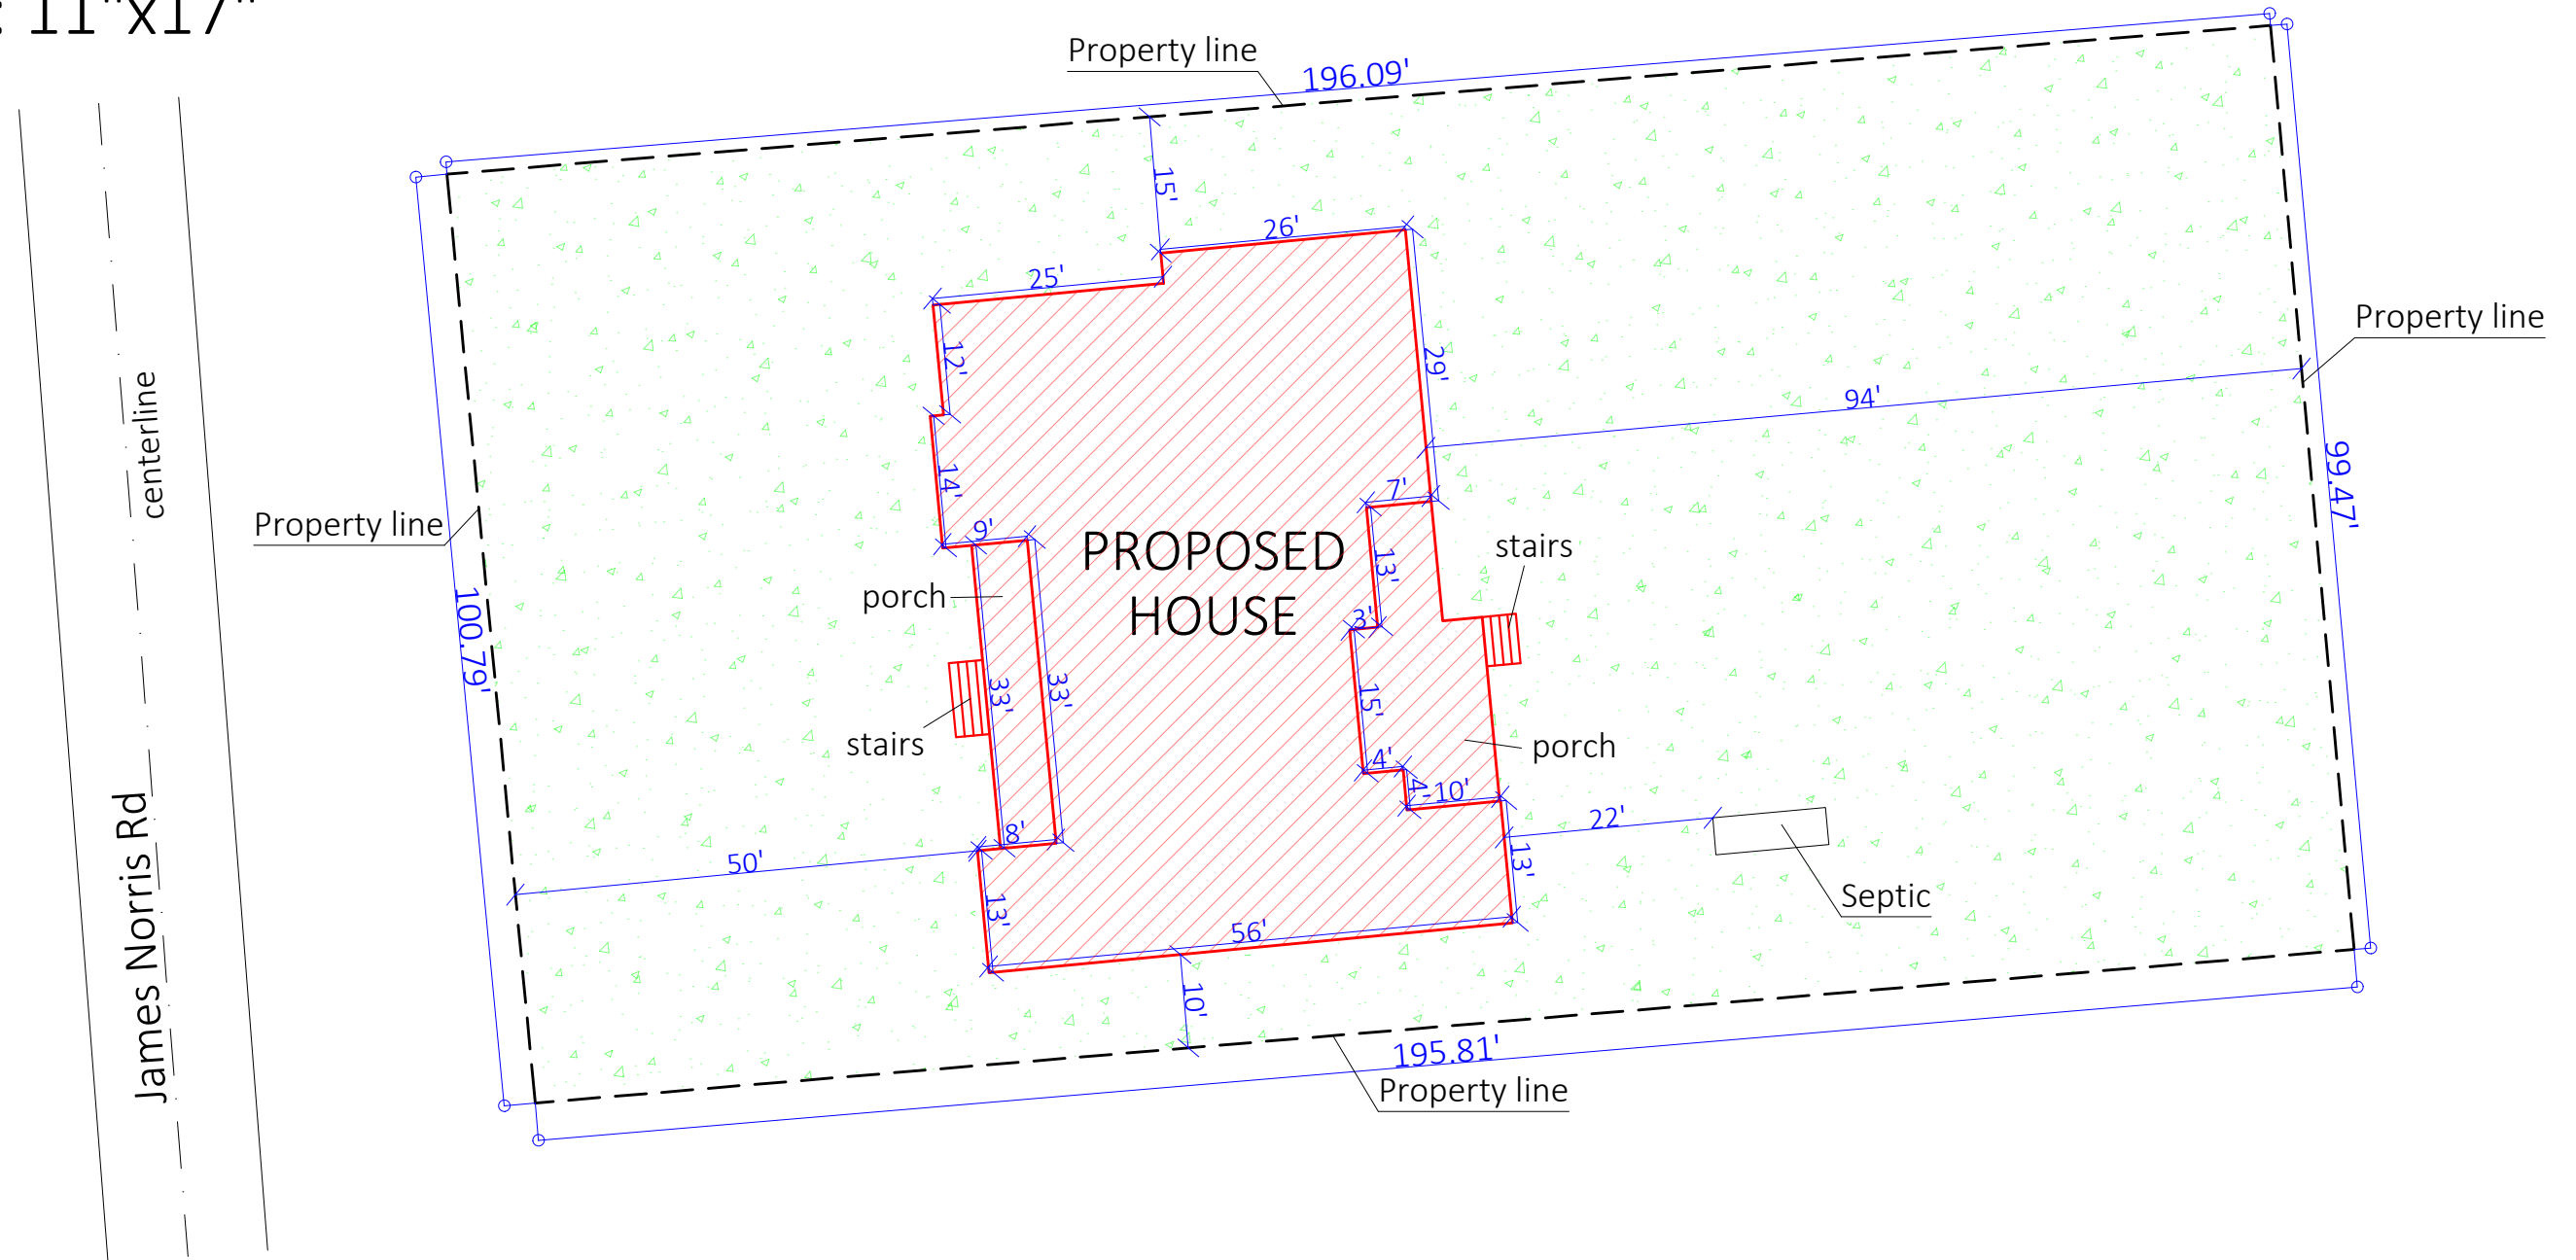 : 11"x17"
Property line
196.09'
15'
26'
25'
12'
29'
Property line
94'
centerline
99.47'
14'
7'
Property line
9'
PROPOSED
HOUSE
13'
stairs
porch
100.79'
3'
33'
33'
15'
stairs
porch
4'
4'
10'
22'
8'
50'
13'
Septic
13'
56'
James Norris Rd
10'
195.81'
Property line